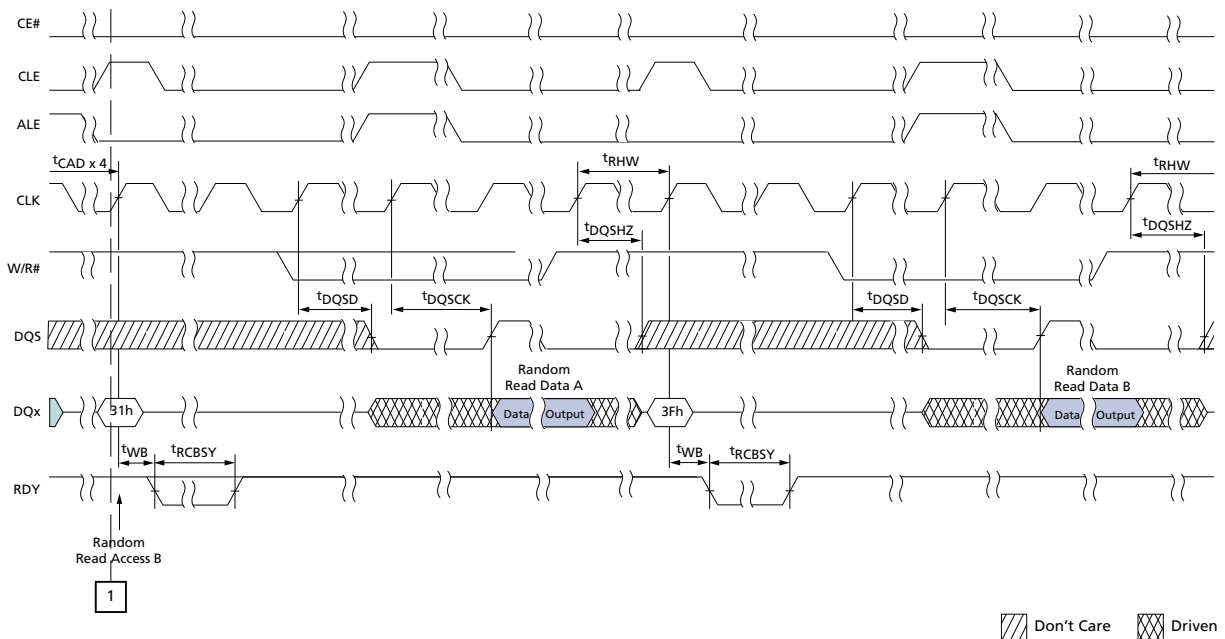 CE#
CLE
ALE
tCAD x 4
tRHW
tRHW
CLK
tDQSHZ
tDQSHZ
W/R#
tDQSD
tDQSCK
tDQSD
tDQSCK
DQS
Random
Read Data A
Random
Read Data B
DQx
31h
Data
Output
3Fh
Data
Output
tWB
tRCBSY
tWB
tRCBSY
RDY
Random
Read Access B
1
Don't Care
Driven